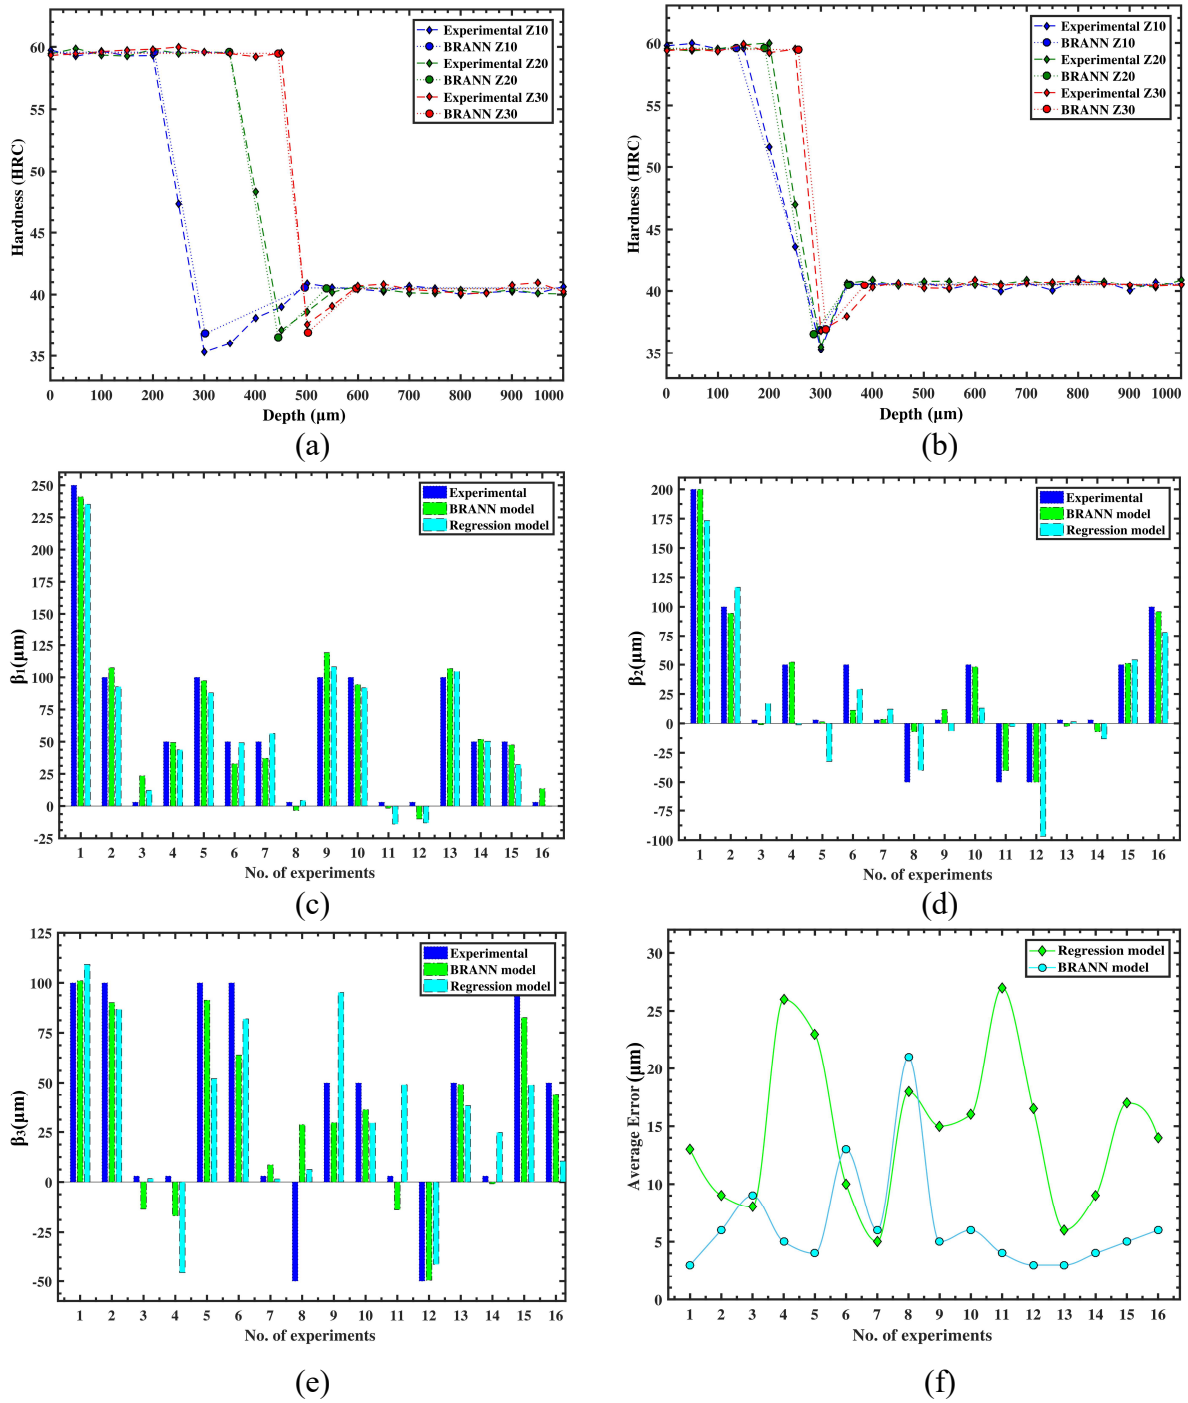 Experimental Z10
BRANN Z10
Experimental Z20
BRANN Z20
Experimental Z30
BRANN Z30
60
55
50
45
40
35
Hardness (HRC)
0 100 200 300 400 500 600 700 800 900 1000
Depth (μm)
(a)
Experimental Z10
BRANN Z10
Experimental Z20
BRANN Z20
Experimental Z30
BRANN Z30
60
55
50
45
40
35
Hardness (HRC)
0 100 200 300 400 500 600 700 800 900 1000
Depth (μm)
(b)
Experimental
BRANN model
Regression model
250
225
200
175
150
125
100
75
50
25
0
-25
β1(μm)
1 2 3 4 5 6 7 8 9 10 11 12 13 14 15 16
No. of experiments
(c)
Experimental
BRANN model
Regression model
200
175
150
125
100
75
50
25
0
-25
-50
-75
-100
β2(μm)
1 2 3 4 5 6 7 8 9 10 11 12 13 14 15 16
No. of experiments
(d)
Experimental
BRANN model
Regression model
125
100
75
50
25
0
-25
-50
β3(μm)
1 2 3 4 5 6 7 8 9 10 11 12 13 14 15 16
No. of experiments
(e)
Regression model
BRANN model
30
25
20
15
10
5
0
Average Error (μm)
1 2 3 4 5 6 7 8 9 10 11 12 13 14 15 16
No. of experiments
(f)